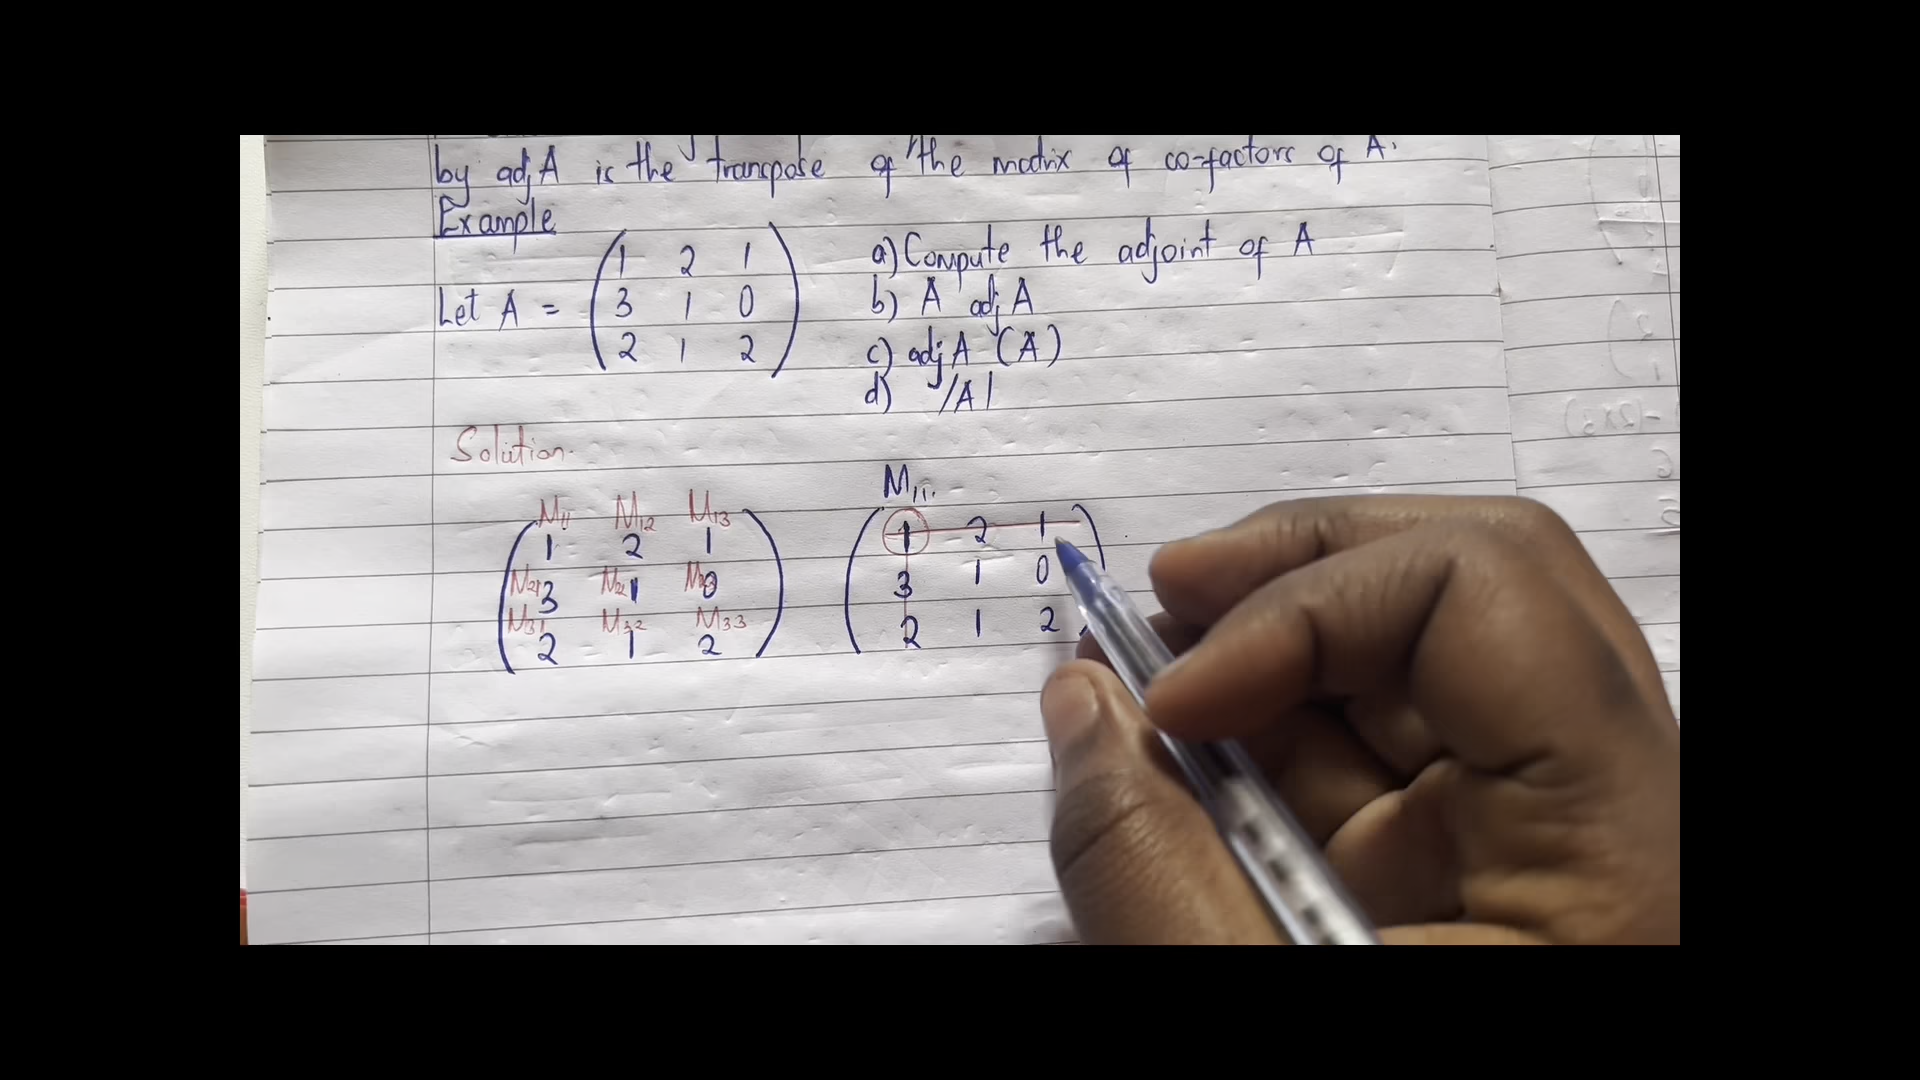 by adj A is the transpose of the matrix of co-factors of A.
Example
Let A = ( 1 2 1
3 1 0
2 1 2 )
a) Compute the adjoint of A
b) A adj A
c) adj A (A)
d) /A/
Solution.
M11 M12 M13
1 2 1
M21 3 M22 1 M23 0
M31 M32 M33
2 1 2
M11.
1 2 1
3 1 0
2 1 2